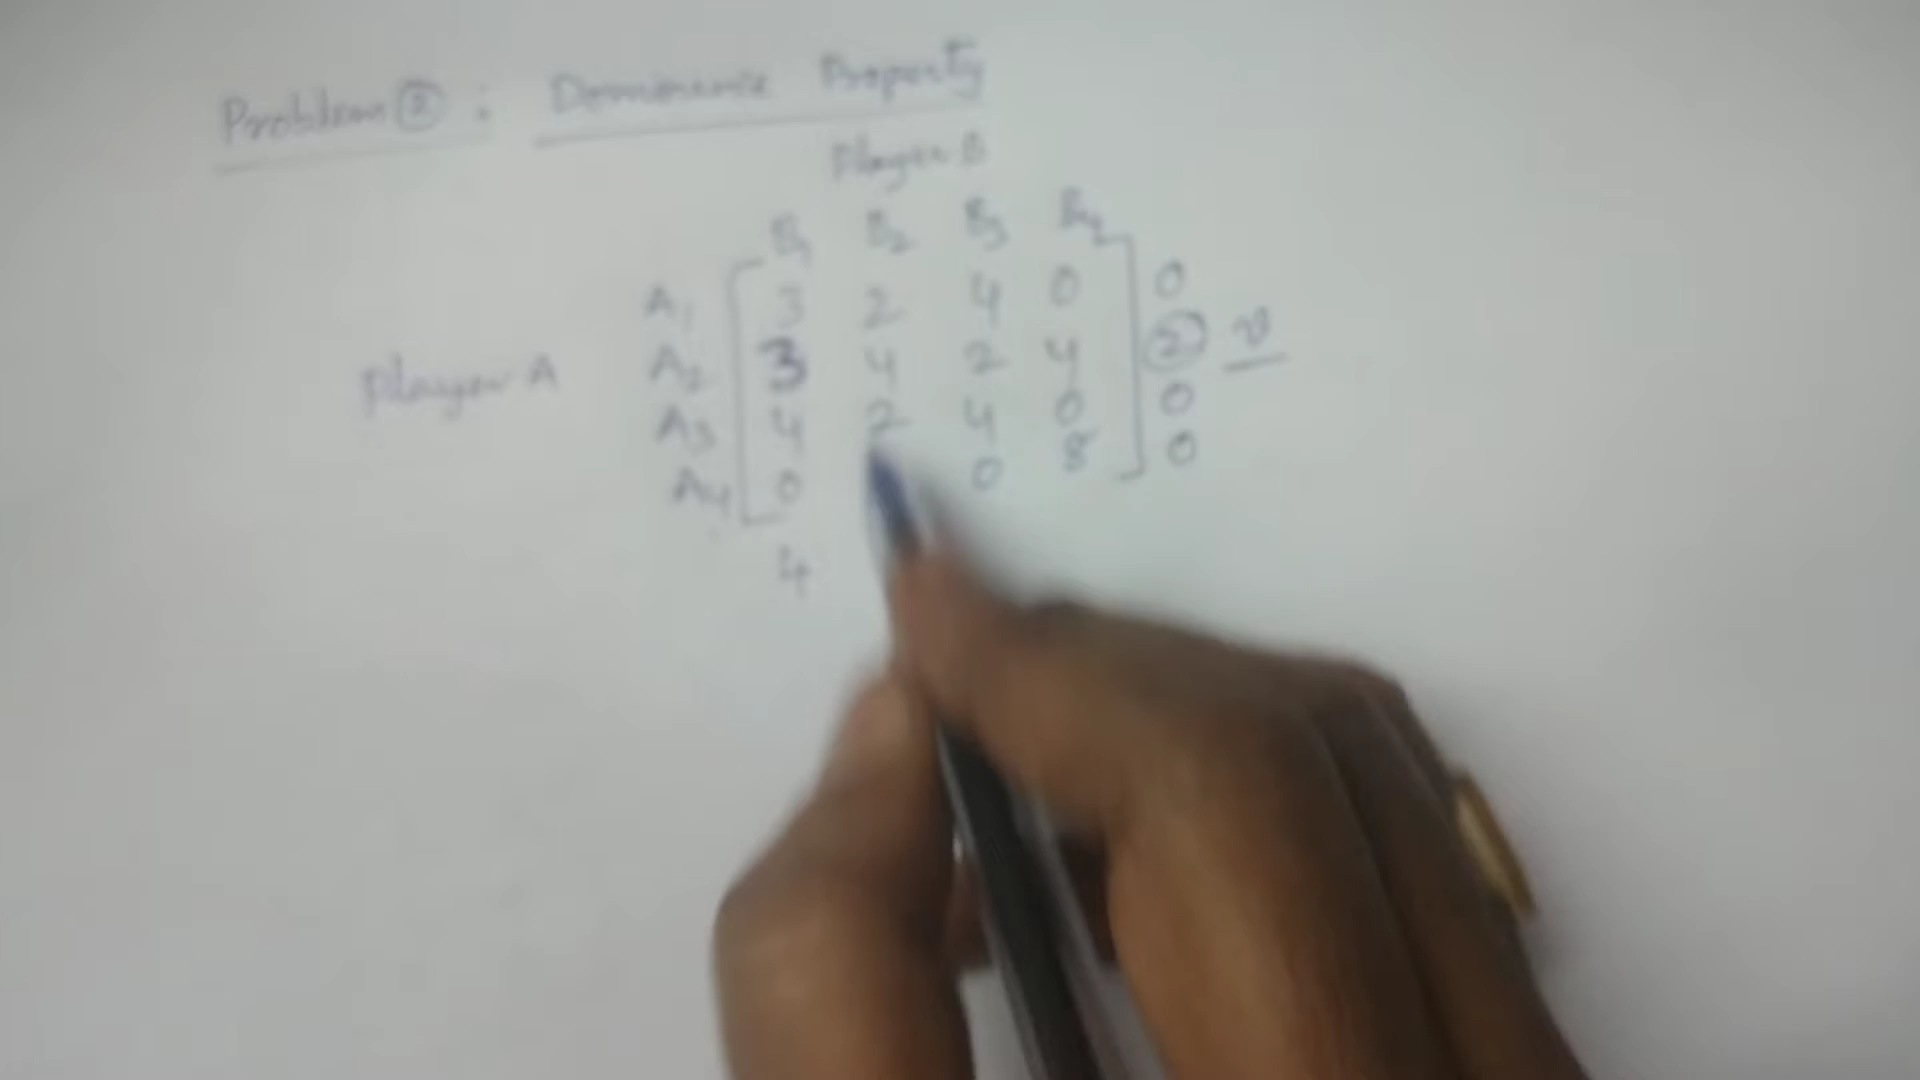 Problem ② : Dominance Property
Player B
B1 B2 B3 B4
A1 3 2 4 0 0
Player A A2 3 4 2 4 ② v
A3 4 2 4 0 0
A4 0 0 8 0
4